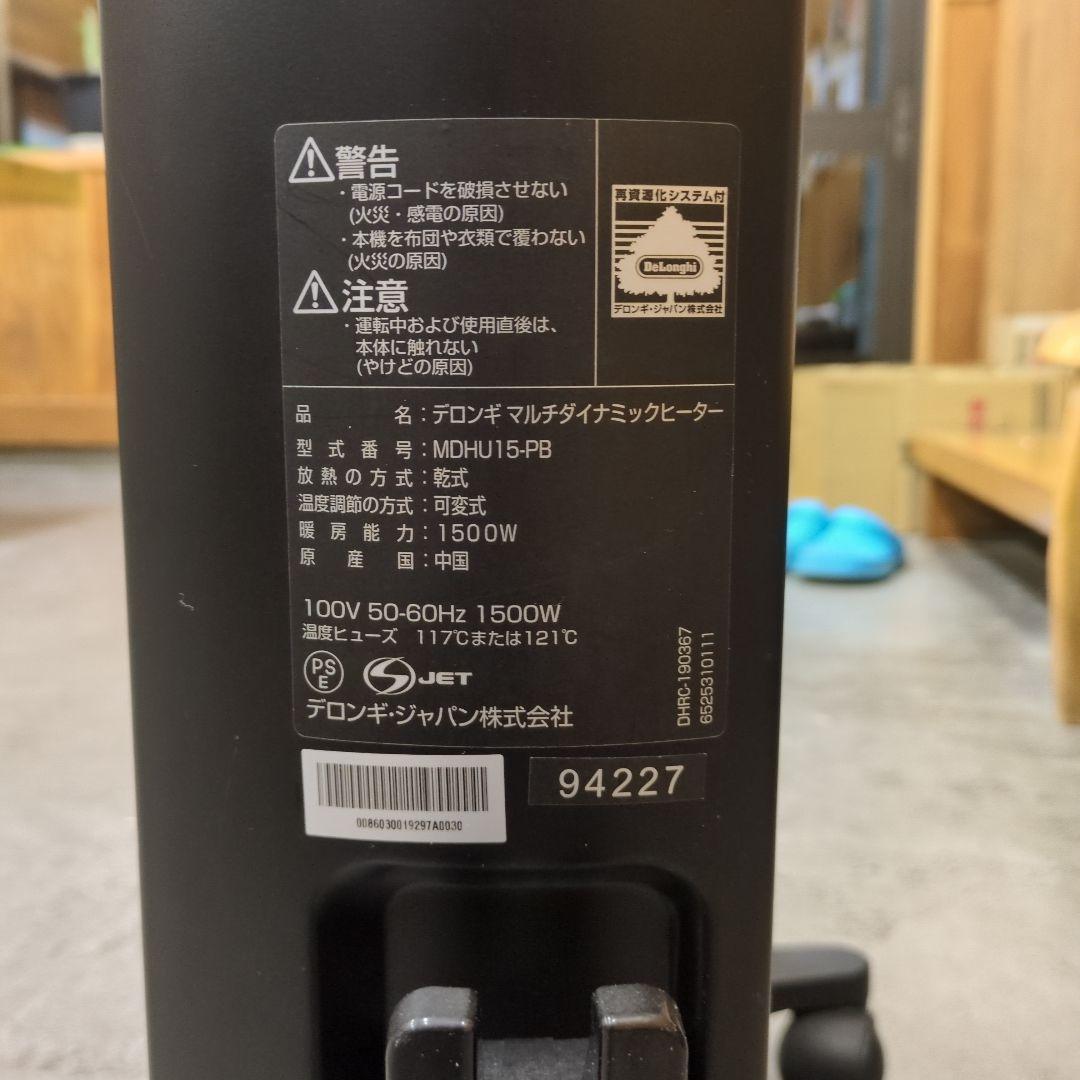 警告
・電源コードを破損させない
(火災・感電の原因)
・本機を布団や衣類で覆わない
(火災の原因)
注意
・運転中および使用直後は、
本体に触れない
(やけどの原因)
再資源化システム付
DeLonghi
デロンギ・ジャパン株式会社
品名:デロンギ マルチダイナミックヒーター
型式番号:MDHU15-PB
放熱の方式:乾式
温度調節の方式:可変式
暖房能力:1500W
原産国:中国
100V 50-60Hz 1500W
温度ヒューズ 117℃または121℃
PSE
S JET
デロンギ・ジャパン株式会社
DHRC-190367
6525310111
0086030019297A0030
94227